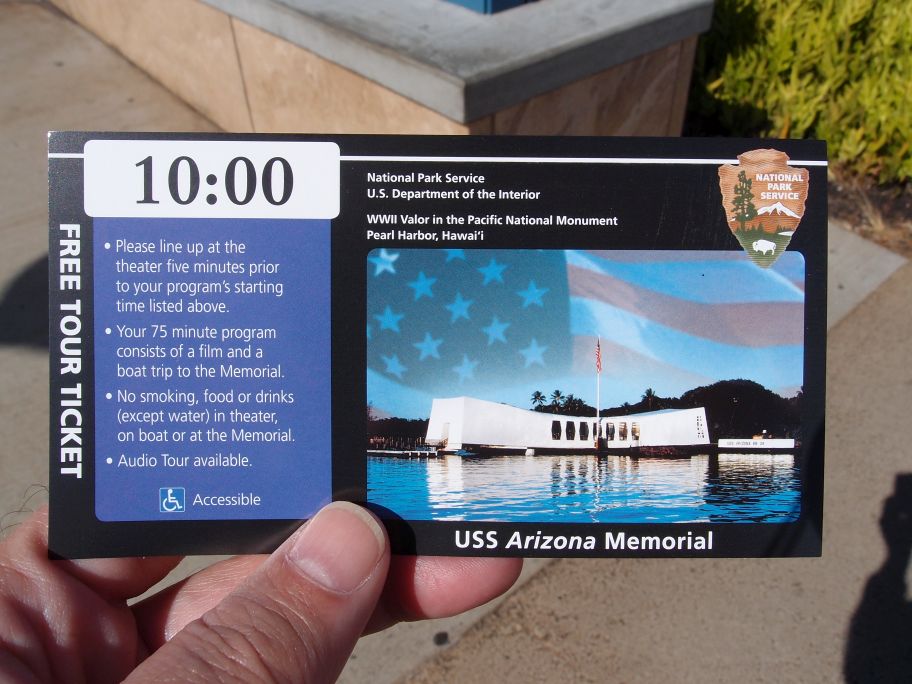 10:00
FREE TOUR TICKET
• Please line up at the
theater five minutes prior
to your program's starting
time listed above.
• Your 75 minute program
consists of a film and a
boat trip to the Memorial.
• No smoking, food or drinks
(except water) in theater,
on boat or at the Memorial.
• Audio Tour available.
Accessible
National Park Service
U.S. Department of the Interior
WWII Valor in the Pacific National Monument
Pearl Harbor, Hawai'i
NATIONAL
PARK
SERVICE
USS ARIZONA BB 39
USS Arizona Memorial